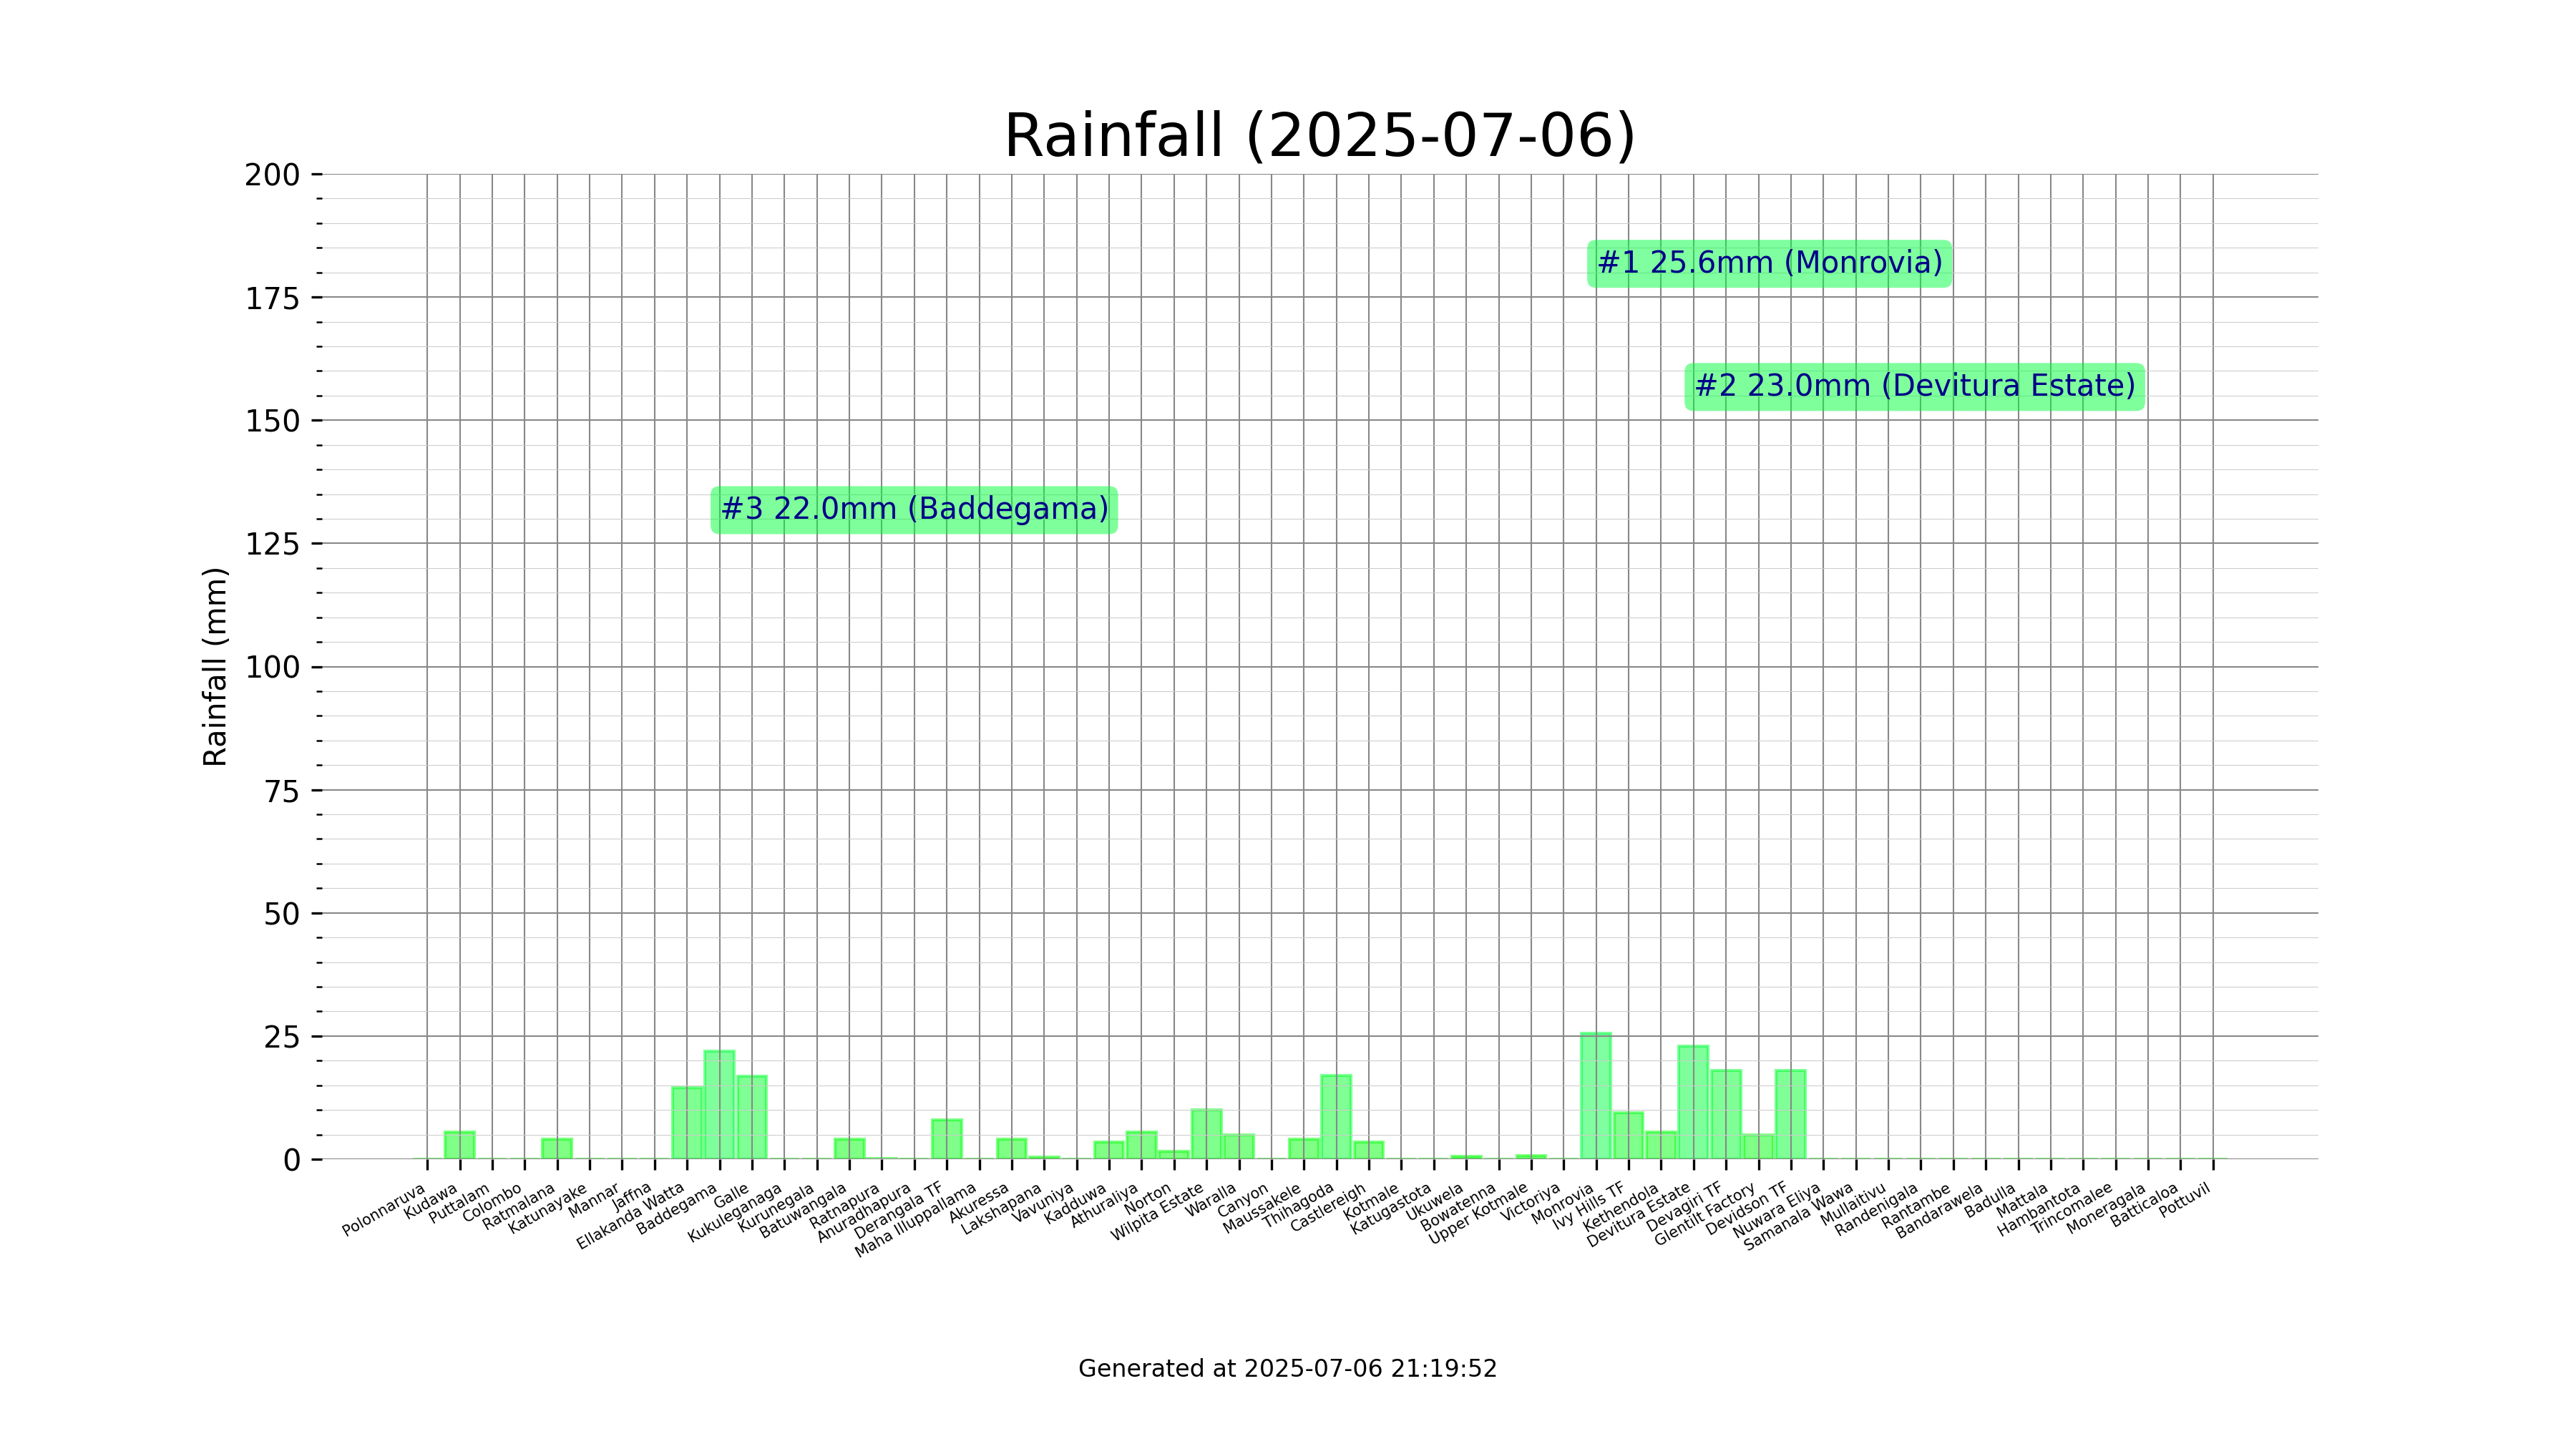 Rainfall (2025-07-06)
Rainfall (mm)
200
175
150
125
100
75
50
25
0
#1 25.6mm (Monrovia)
#2 23.0mm (Devitura Estate)
#3 22.0mm (Baddegama)
Polonnaruva
Kudawa
Puttalam
Colombo
Ratmalana
Katunayake
Mannar
Jaffna
Ellakanda Watta
Baddegama
Galle
Kukuleganaga
Kurunegala
Batuwangala
Ratnapura
Anuradhapura
Derangala TF
Maha Illuppallama
Akuressa
Lakshapana
Vavuniya
Kadduwa
Athuraliya
Norton
Wilpita Estate
Waralla
Canyon
Maussakele
Thihagoda
Castlereigh
Kotmale
Katugastota
Ukuwela
Bowatenna
Upper Kotmale
Victoriya
Monrovia
Ivy Hills TF
Kethendola
Devitura Estate
Devagiri TF
Glentilt Factory
Devidson TF
Nuwara Eliya
Samanala Wawa
Mullaitivu
Randenigala
Rantambe
Bandarawela
Badulla
Mattala
Hambantota
Trincomalee
Moneragala
Batticaloa
Pottuvil
Generated at 2025-07-06 21:19:52